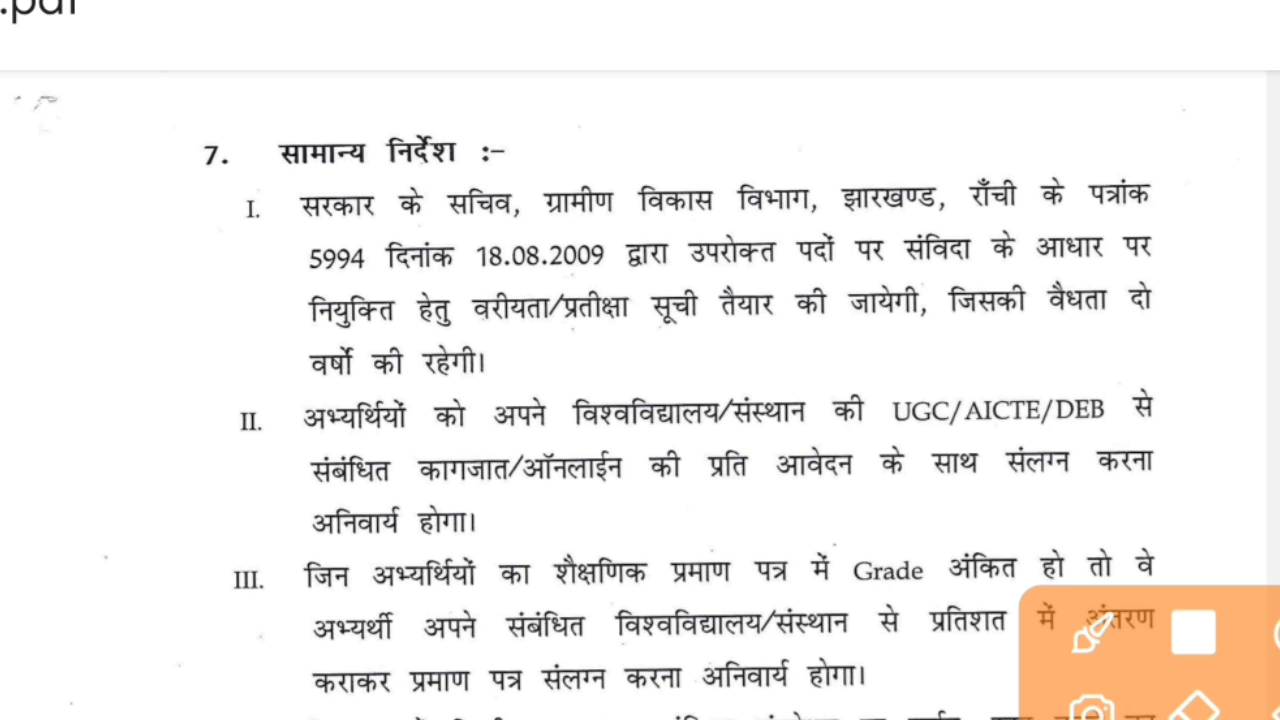 .pdf
7. सामान्य निर्देश :–
I. सरकार के सचिव, ग्रामीण विकास विभाग, झारखण्ड, राँची के पत्रांक
5994 दिनांक 18.08.2009 द्वारा उपरोक्त पदों पर संविदा के आधार पर
नियुक्ति हेतु वरीयता/प्रतीक्षा सूची तैयार की जायेगी, जिसकी वैधता दो
वर्षो की रहेगी।
II. अभ्यर्थियों को अपने विश्वविद्यालय/संस्थान की UGC/AICTE/DEB से
संबंधित कागजात/ऑनलाईन की प्रति आवेदन के साथ संलग्न करना
अनिवार्य होगा।
III. जिन अभ्यर्थियों का शैक्षणिक प्रमाण पत्र में Grade अंकित हो तो वे
अभ्यर्थी अपने संबंधित विश्वविद्यालय/संस्थान से प्रतिशत में अंतरण
कराकर प्रमाण पत्र संलग्न करना अनिवार्य होगा।